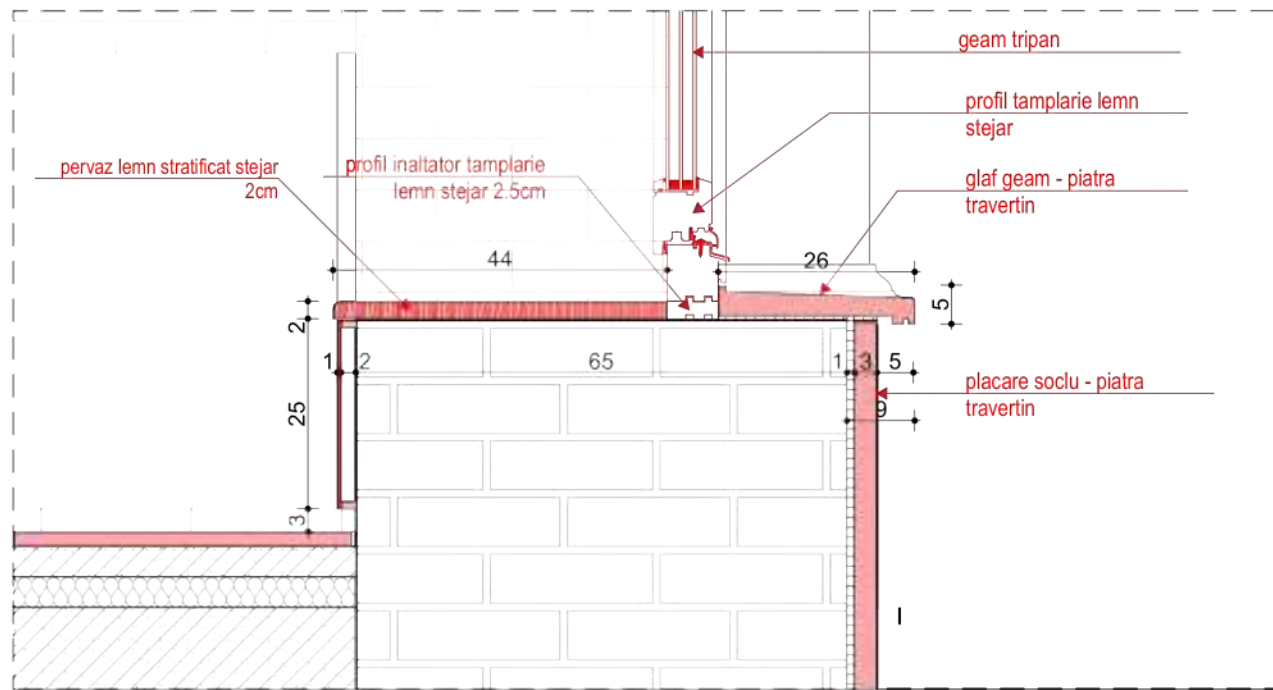 geam tripan
profil tamplarie lemn
stejar
pervaz lemn stratificat stejar
2cm
profil inaltator tamplarie
lemn stejar 2.5cm
glaf geam - piatra
travertin
44
26
5
2
1
2
65
1
3
5
25
placare soclu - piatra
travertin
9
3